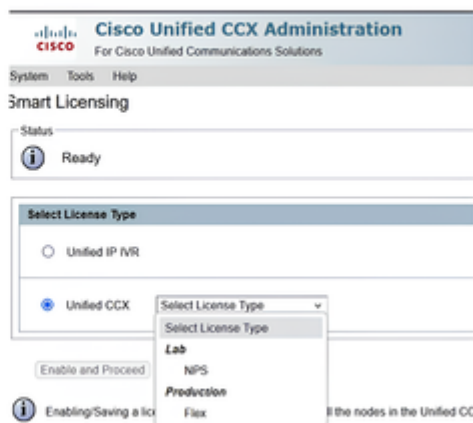 CISCO
Cisco Unified CCX Administration
For Cisco Unified Communications Solutions
System Tools Help
Smart Licensing
Status
Ready
Select License Type
Unified IP IVR
Unified CCX Select License Type
Select License Type
Lab
NPS
Enable and Proceed
Production
Flex
Enabling/Saving a lic ll the nodes in the Unified CC